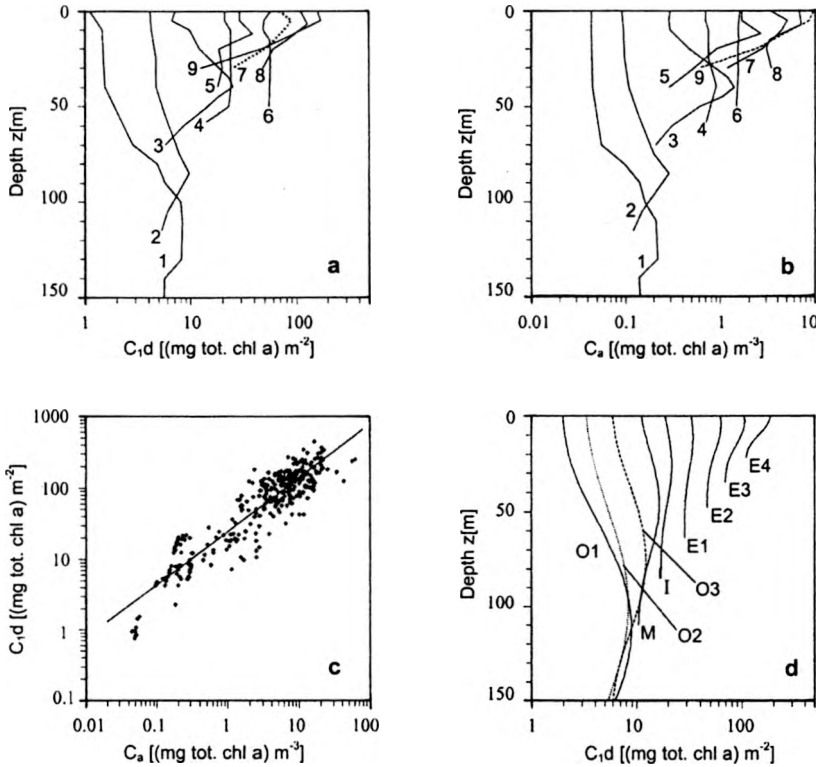 0
50
100
150
Depth z[m]
9
5
7
8
4
6
3
2
1
a
1
10
100
C₁d [(mg tot. chl a) m⁻²]
0
50
100
150
Depth z[m]
5
9
7
8
4
6
3
2
1
b
0.01
0.1
1
10
Cₐ [(mg tot. chl a) m⁻³]
1000
100
10
1
0.1
C₁d [(mg tot. chl a) m⁻²]
c
0.01
0.1
1
10
100
Cₐ [(mg tot. chl a) m⁻³]
0
50
100
150
Depth z[m]
E4
E3
E2
E1
O1
I
O3
M
O2
d
1
10
100
C₁d [(mg tot. chl a) m⁻²]